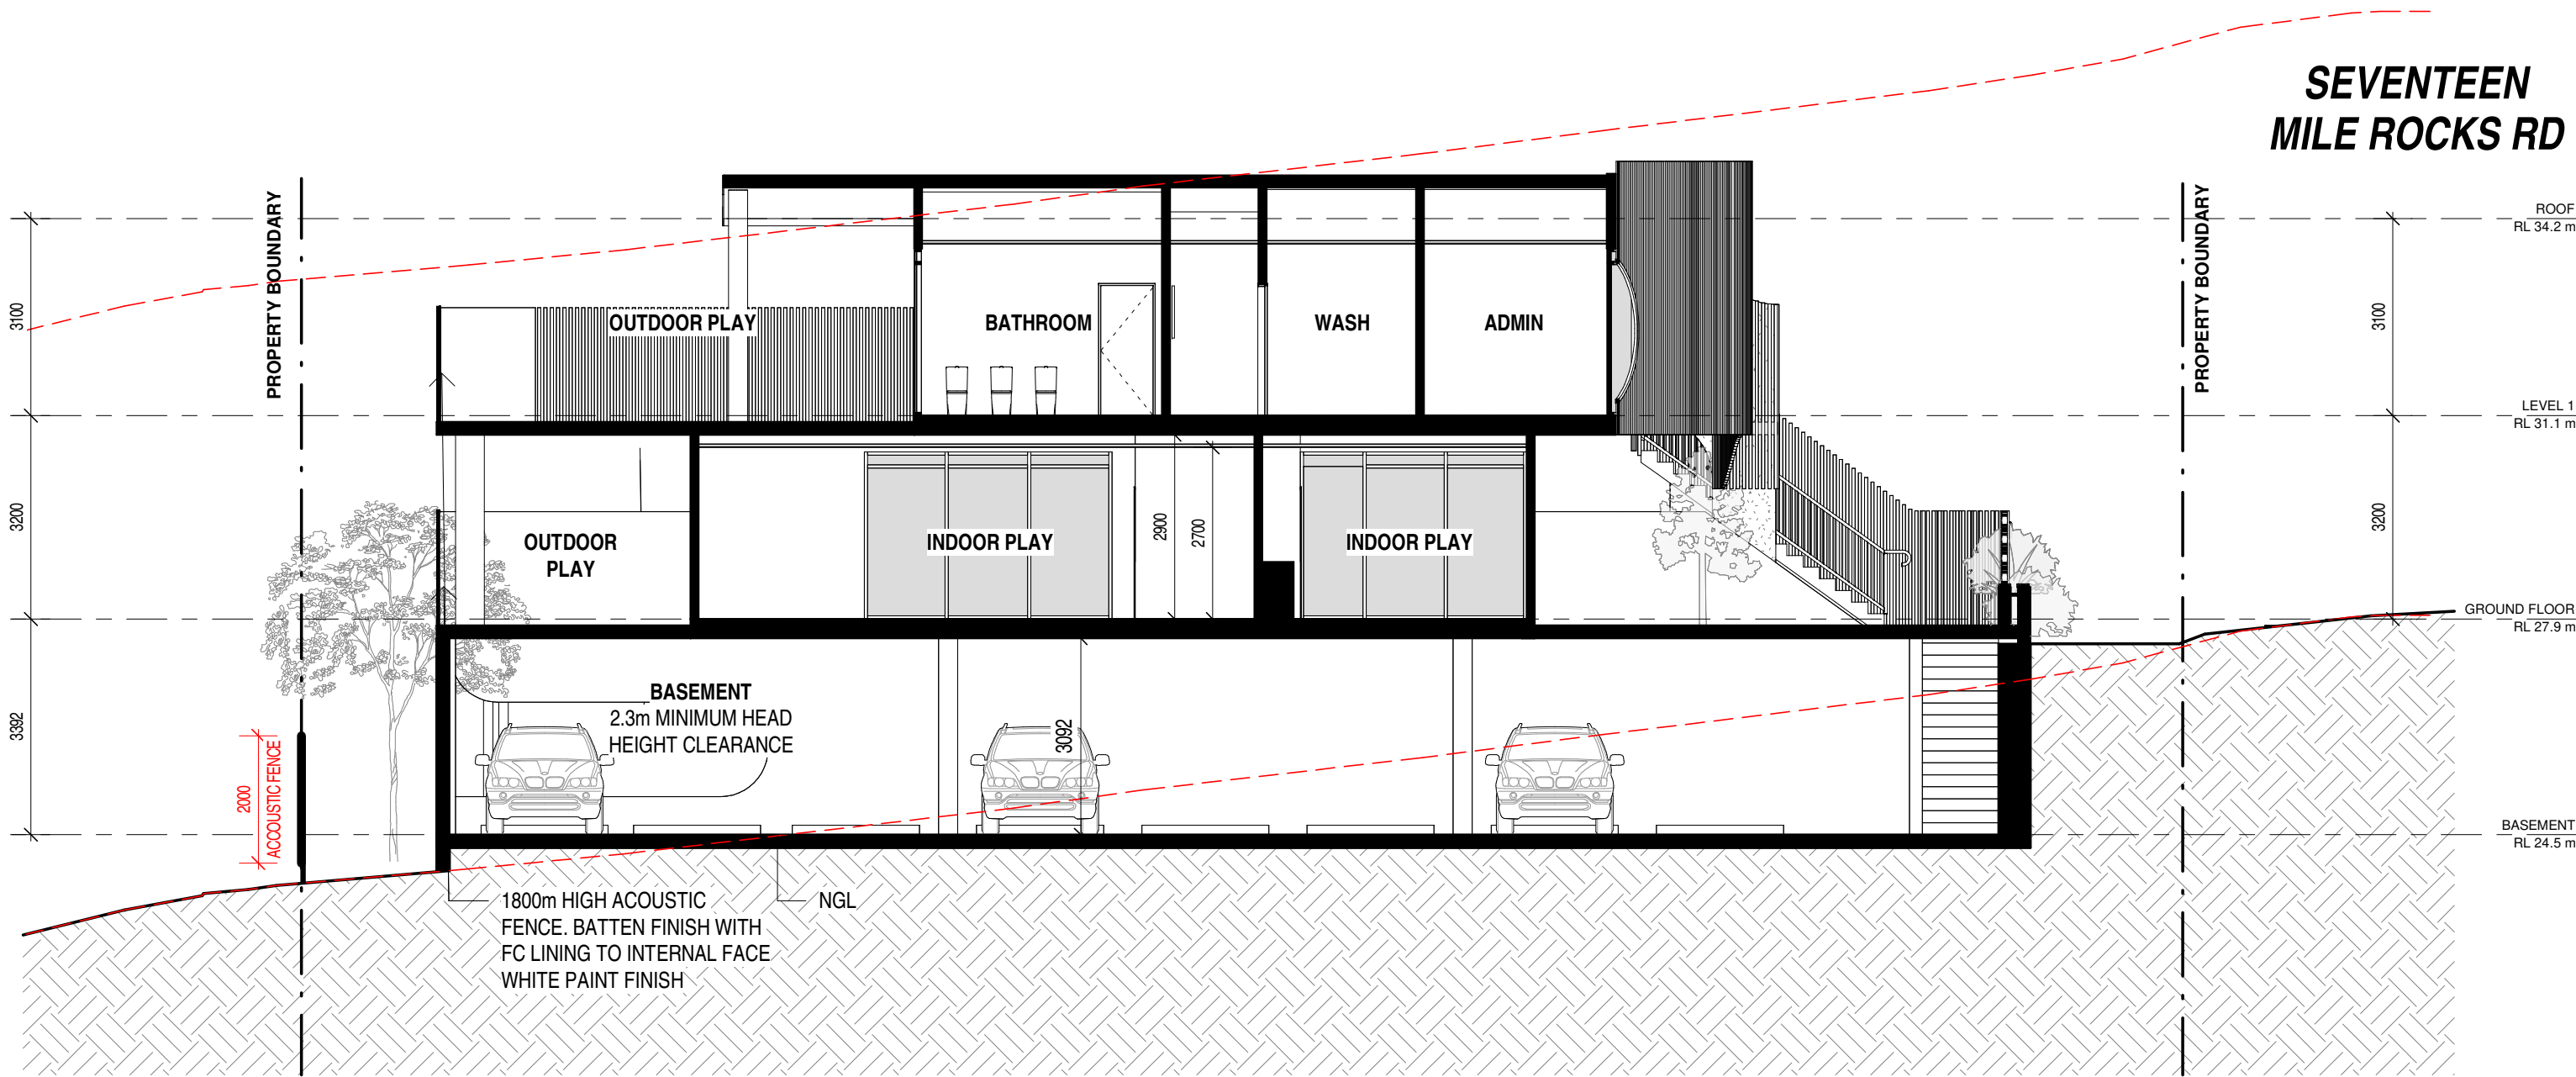 SEVENTEEN
MILE ROCKS RD
PROPERTY BOUNDARY
PROPERTY BOUNDARY
ROOF
RL 34.2 m
3100
OUTDOOR PLAY
BATHROOM
WASH
ADMIN
3100
LEVEL 1
RL 31.1 m
3200
OUTDOOR
PLAY
INDOOR PLAY
2900
2700
INDOOR PLAY
3200
GROUND FLOOR
RL 27.9 m
3392
BASEMENT
2.3m MINIMUM HEAD
HEIGHT CLEARANCE
3092
2000
ACCOUSTIC FENCE
BASEMENT
RL 24.5 m
1800m HIGH ACOUSTIC
FENCE. BATTEN FINISH WITH
FC LINING TO INTERNAL FACE
WHITE PAINT FINISH
NGL